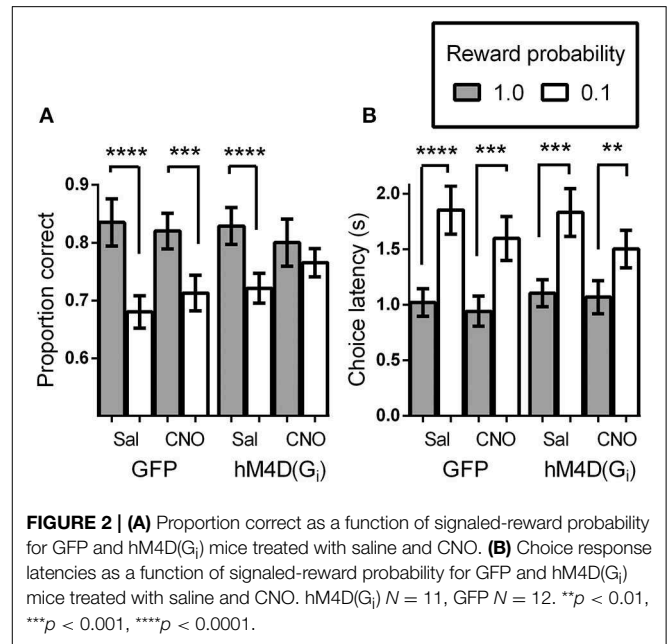 Reward probability
1.0 0.1
A B
**** *** **** **** *** *** **
0.9
0.8
0.7
0.6
Proportion correct
Sal CNO Sal CNO
GFP hM4D(Gi)
2.0
1.5
1.0
0.5
0.0
Choice latency (s)
Sal CNO Sal CNO
GFP hM4D(Gi)
FIGURE 2 | (A) Proportion correct as a function of signaled-reward probability
for GFP and hM4D(Gi) mice treated with saline and CNO. (B) Choice response
latencies as a function of signaled-reward probability for GFP and hM4D(Gi)
mice treated with saline and CNO. hM4D(Gi) N = 11, GFP N = 12. **p < 0.01,
***p < 0.001, ****p < 0.0001.